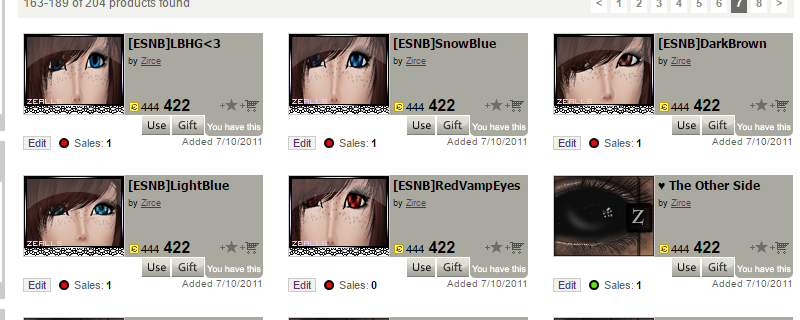 163-189 of 204 products found
< 1 2 3 4 5 6 7 8 >
[ESNB]LBHG<3
by Zirce
444 422
Use Gift You have this
Edit Sales: 1 Added 7/10/2011
[ESNB]SnowBlue
by Zirce
444 422
Use Gift You have this
Edit Sales: 1 Added 7/10/2011
[ESNB]DarkBrown
by Zirce
444 422
Use Gift You have this
Edit Sales: 1 Added 7/10/2011
[ESNB]LightBlue
by Zirce
444 422
Use Gift You have this
Edit Sales: 1 Added 7/10/2011
[ESNB]RedVampEyes
by Zirce
444 422
Use Gift You have this
Edit Sales: 0 Added 7/10/2011
Z
♥ The Other Side
by Zirce
444 422
Use Gift You have this
Edit Sales: 1 Added 7/10/2011